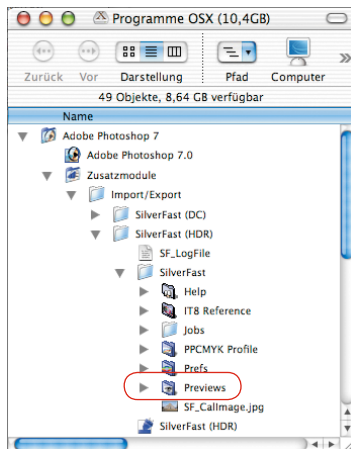 Programme OSX (10,4GB)
Zurück Vor Darstellung Pfad Computer
49 Objekte, 8,64 GB verfügbar
Name
Adobe Photoshop 7
Adobe Photoshop 7.0
Zusatzmodule
Import/Export
SilverFast (DC)
SilverFast (HDR)
SF_LogFile
SilverFast
Help
IT8 Reference
Jobs
PPCMYK Profile
Prefs
Previews
SF_CalImage.jpg
SilverFast (HDR)